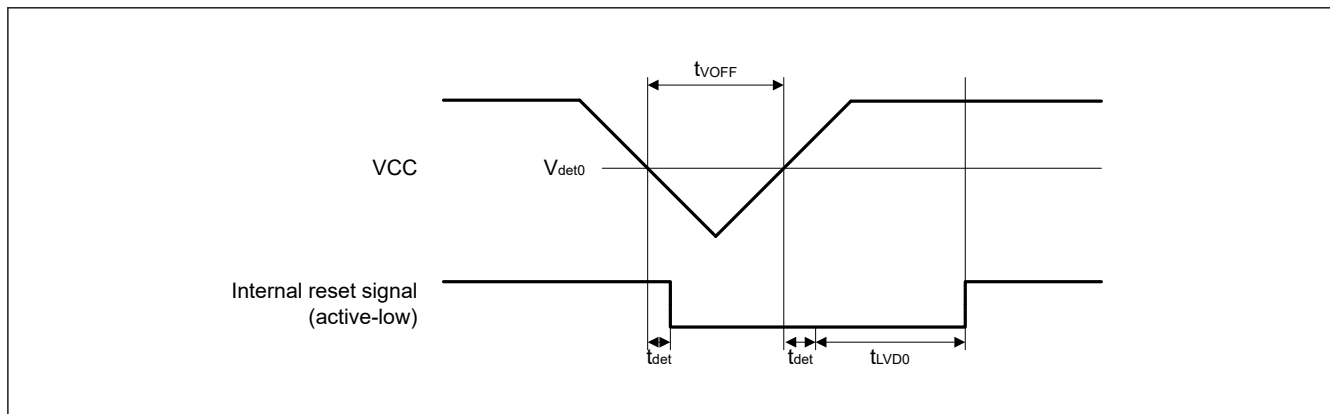 tVOFF
VCC
Vdet0
Internal reset signal
(active-low)
tdet
tdet
tLVD0